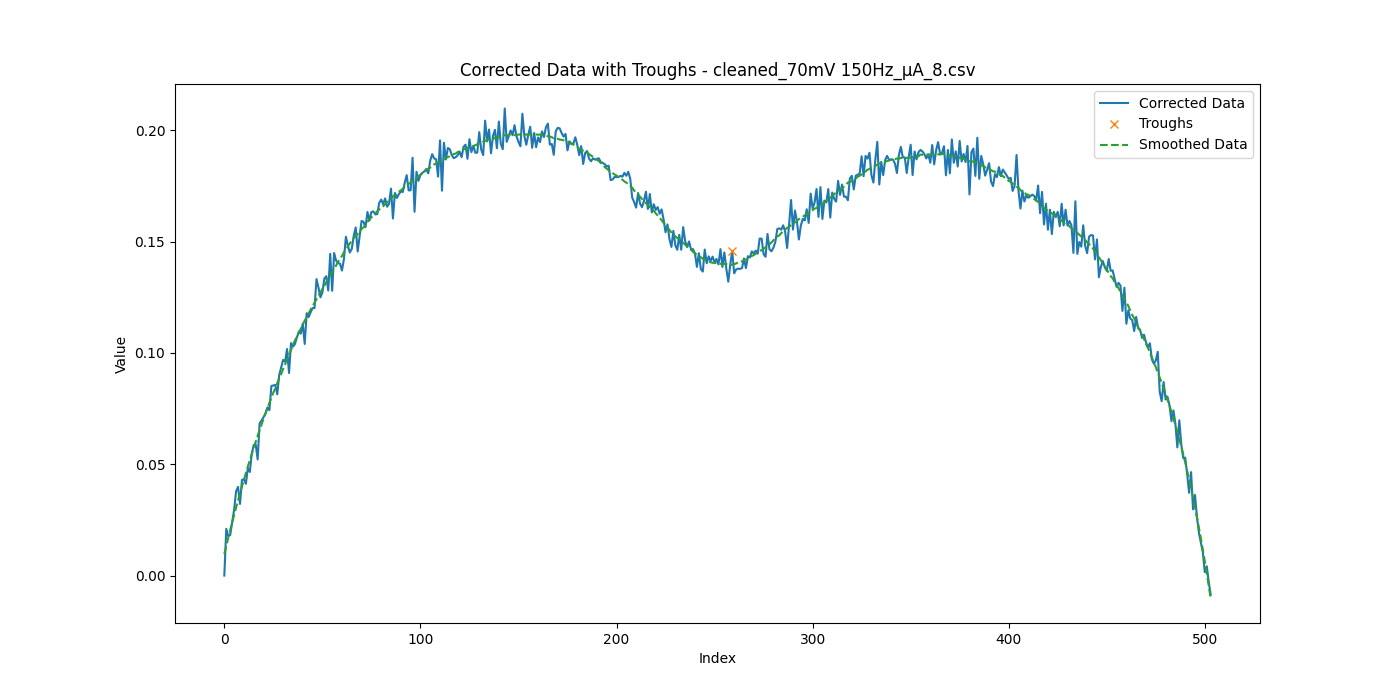 Corrected Data with Troughs - cleaned_70mV 150Hz_µA_8.csv
Corrected Data
Troughs
Smoothed Data
Value
0.20
0.15
0.10
0.05
0.00
0
100
200
300
400
500
Index